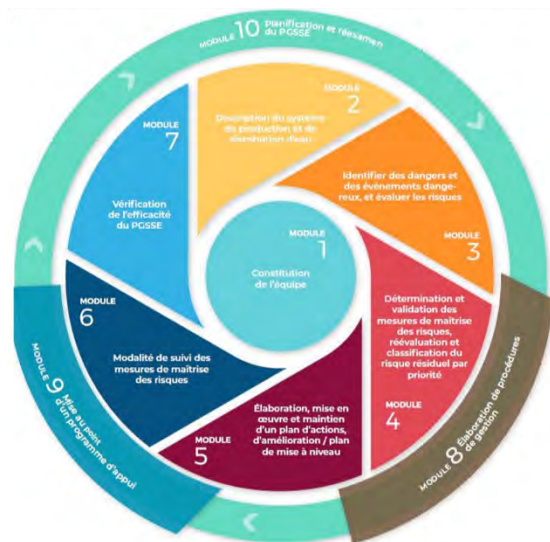 MODULE 10 Planification et réexamen
du PGSSE
MODULE
2
Description du système
de production et de
distribution d'eau
MODULE
7
Vérification
de l'efficacité
du PGSSE
Identifier des dangers et
des évènements dange-
reux, et évaluer les risques
MODULE
3
MODULE
1
Constitution
de l'équipe
MODULE
6
Modalité de suivi des
mesures de maîtrise
des risques
Détermination et
validation des
mesures de maîtrise
des risques,
réévaluation et
classification du
risque résiduel par
priorité
MODULE
4
Élaboration, mise en
œuvre et maintien
d'un plan d'actions,
d'amélioration / plan
de mise à niveau
MODULE
5
MODULE 9 Mise au point
d'un programme d'appui
MODULE 8 Élaboration de procédures
de gestion